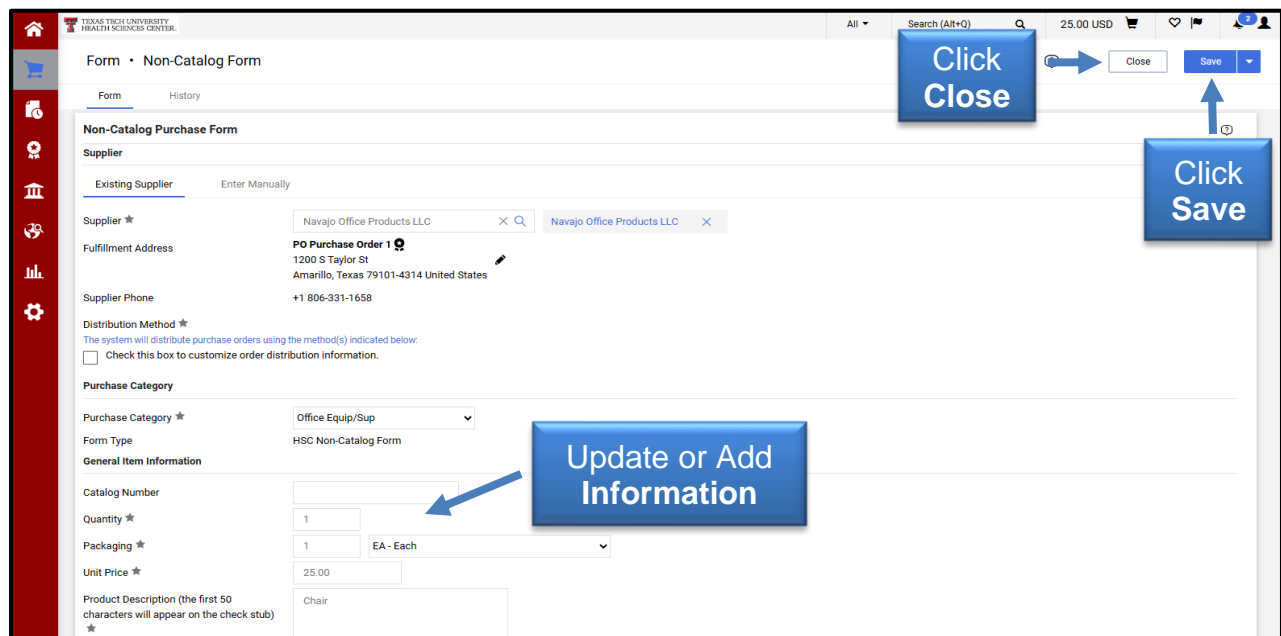 TEXAS TECH UNIVERSITY
HEALTH SCIENCES CENTER.
All
Search (Alt+Q)
25.00 USD
2
Form • Non-Catalog Form
Click
Close
Close
Save
Form
History
Non-Catalog Purchase Form
Supplier
Click
Save
Existing Supplier
Enter Manually
Supplier ★
Navajo Office Products LLC
Navajo Office Products LLC
Fulfillment Address
PO Purchase Order 1
1200 S Taylor St
Amarillo, Texas 79101-4314 United States
Supplier Phone
+1 806-331-1658
Distribution Method ★
The system will distribute purchase orders using the method(s) indicated below:
Check this box to customize order distribution information.
Purchase Category
Purchase Category ★
Office Equip/Sup
Form Type
HSC Non-Catalog Form
General Item Information
Update or Add
Information
Catalog Number
Quantity ★
1
Packaging ★
1
EA - Each
Unit Price ★
25.00
Product Description (the first 50
characters will appear on the check stub)
★
Chair